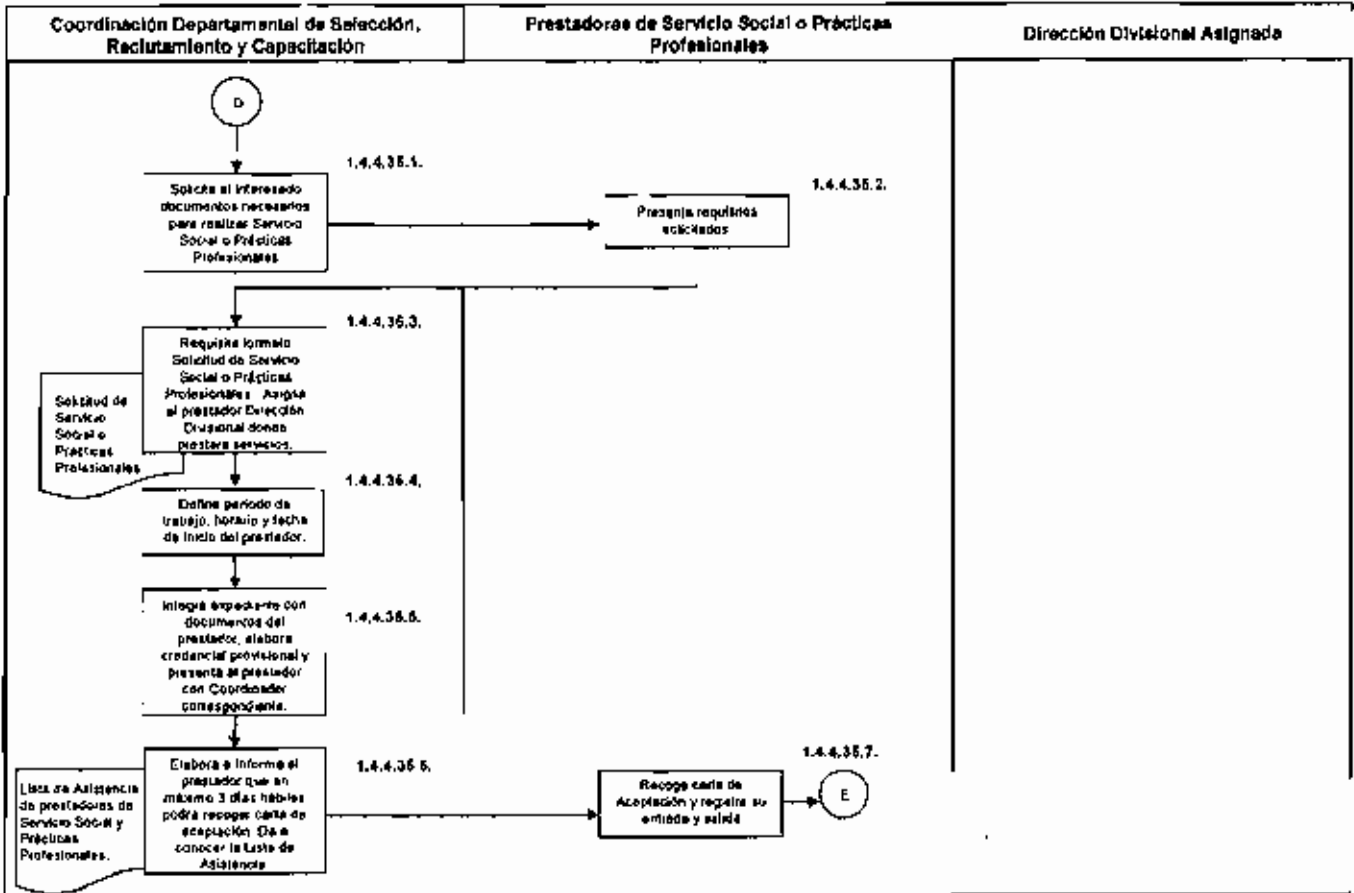 Coordinación Departamental de Selección,
Reclutamiento y Capacitación
Prestadores de Servicio Social o Prácticas
Profesionales
Dirección Divisional Asignada
D
1.4.4.35.1.
Solicita al interesado
documentos necesarios
para realizar Servicio
Social o Prácticas
Profesionales
1.4.4.35.2.
Presenta requisitos
solicitados
1.4.4.35.3.
Requisita formato
Solicitud de Servicio
Social o Prácticas
Profesionales. Asigna
al prestador Dirección
Divisional donde
prestará servicios.
Solicitud de
Servicio
Social o
Prácticas
Profesionales
1.4.4.35.4.
Define periodo de
trabajo, horario y fecha
de inicio del prestador.
1.4.4.35.5.
Integra expediente con
documentos del
prestador, elabora
credencial provisional y
presenta al prestador
con Coordinador
correspondiente.
1.4.4.35.6.
Elabora e informa al
prestador que en
máximo 3 días hábiles
podrá recoger carta de
aceptación. Da a
conocer la Lista de
Asistencia
Lista de Asistencia
de prestadores de
Servicio Social y
Prácticas
Profesionales.
1.4.4.35.7.
Recoge carta de
Aceptación y registra su
entrada y salida
E